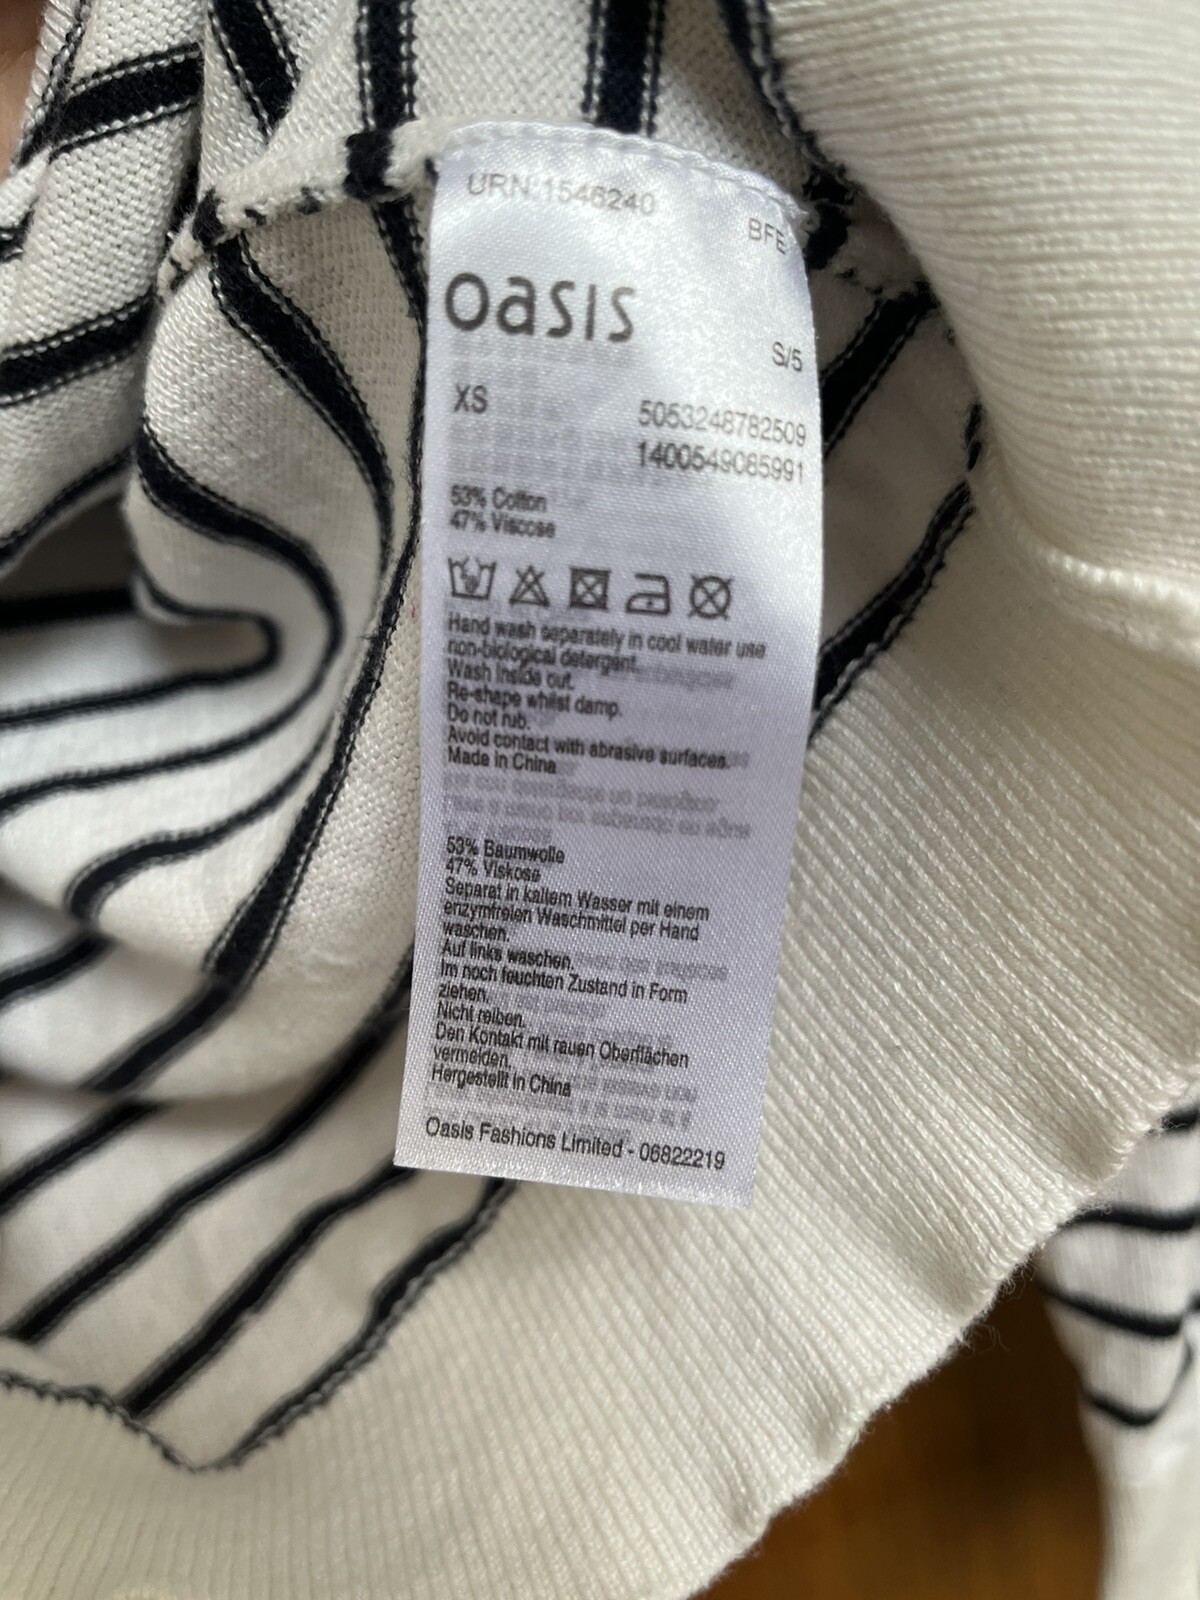 URN:1546240
BFE
oasis
S/5
XS 5053248782509
1400549085991
53% Cotton
47% Viscose
Hand wash separately in cool water use
non-biological detergent.
Wash inside out.
Re-shape whilst damp.
Do not rub.
Avoid contact with abrasive surfaces.
Made in China
53% Baumwolle
47% Viskose
Separat in kaltem Wasser mit einem
enzymfreien Waschmittel per Hand
waschen.
Auf links waschen.
Im noch feuchten Zustand in Form
ziehen.
Nicht reiben.
Den Kontakt mit rauen Oberflächen
vermeiden.
Hergestellt in China
Oasis Fashions Limited - 06822219